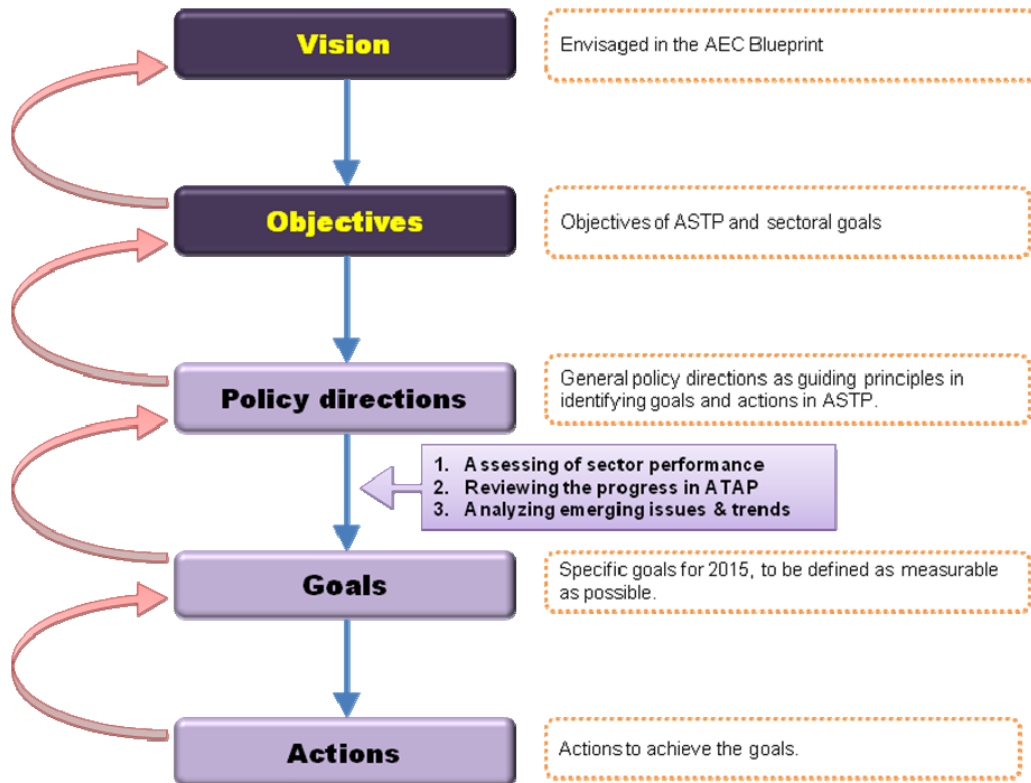 Vision
Envisaged in the AEC Blueprint
Objectives
Objectives of ASTP and sectoral goals
Policy directions
General policy directions as guiding principles in
identifying goals and actions in ASTP.
1. Assessing of sector performance
2. Reviewing the progress in ATAP
3. Analyzing emerging issues & trends
Goals
Specific goals for 2015, to be defined as measurable
as possible.
Actions
Actions to achieve the goals.